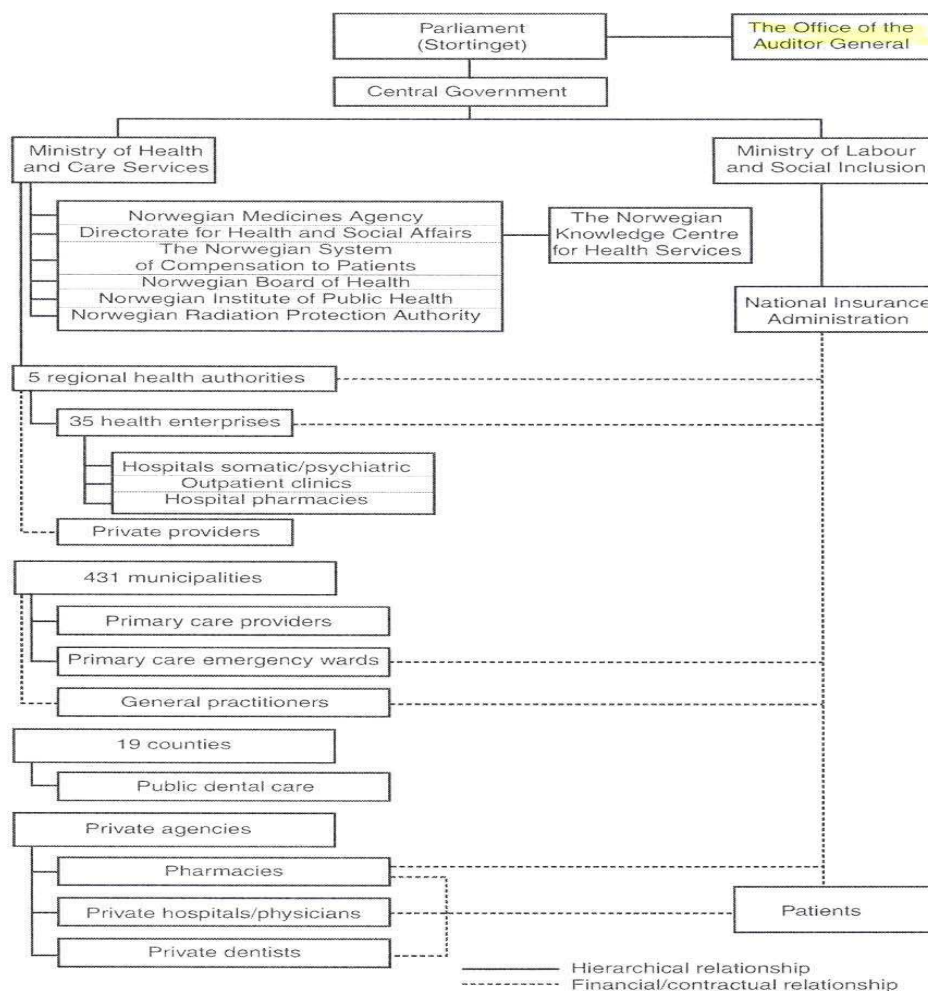 Parliament
(Stortinget)
The Office of the
Auditor General
Central Government
Ministry of Health
and Care Services
Ministry of Labour
and Social Inclusion
Norwegian Medicines Agency
Directorate for Health and Social Affairs
The Norwegian System
of Compensation to Patients
Norwegian Board of Health
Norwegian Institute of Public Health
Norwegian Radiation Protection Authority
The Norwegian
Knowledge Centre
for Health Services
National Insurance
Administration
5 regional health authorities
35 health enterprises
Hospitals somatic/psychiatric
Outpatient clinics
Hospital pharmacies
Private providers
431 municipalities
Primary care providers
Primary care emergency wards
General practitioners
19 counties
Public dental care
Private agencies
Pharmacies
Private hospitals/physicians
Private dentists
Patients
Hierarchical relationship
Financial/contractual relationship